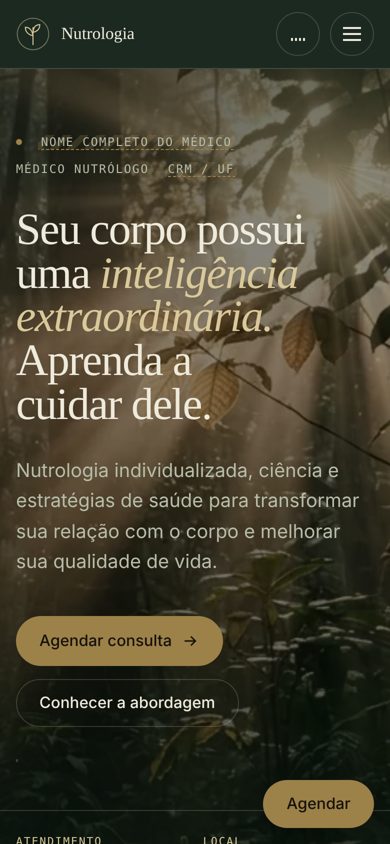 Nutrologia
....
NOME COMPLETO DO MÉDICO
MÉDICO NUTRÓLOGO CRM / UF
Seu corpo possui
uma inteligência
extraordinária.
Aprenda a
cuidar dele.
Nutrologia individualizada, ciência e
estratégias de saúde para transformar
sua relação com o corpo e melhorar
sua qualidade de vida.
Agendar consulta →
Conhecer a abordagem
Agendar
ATENDIMENTO LOCAL